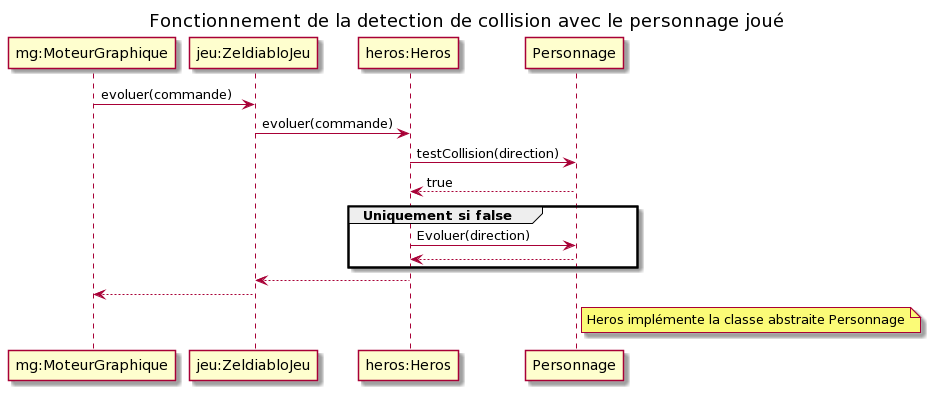 Fonctionnement de la detection de collision avec le personnage joué
mg:MoteurGraphique jeu:ZeldiabloJeu heros:Heros Personnage
evoluer(commande)
evoluer(commande)
testCollision(direction)
true
Uniquement si false
Evoluer(direction)
Heros implémente la classe abstraite Personnage
mg:MoteurGraphique jeu:ZeldiabloJeu heros:Heros Personnage